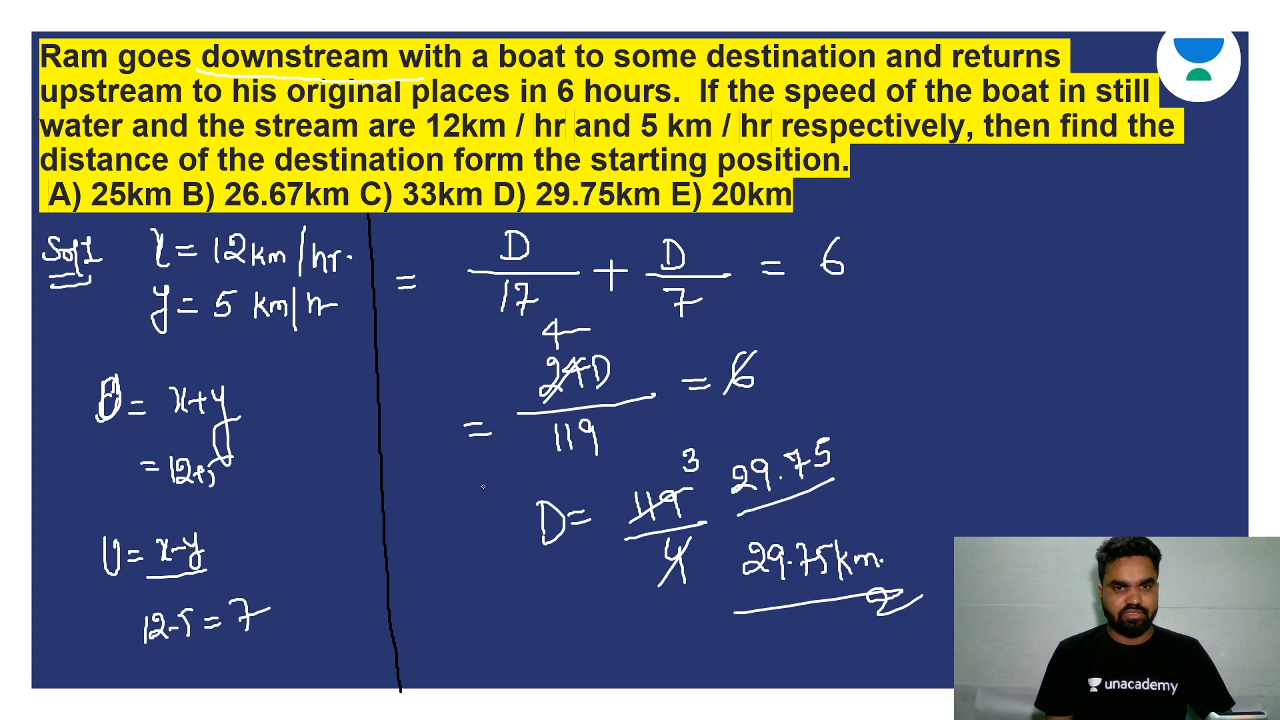 Ram goes downstream with a boat to some destination and returns
upstream to his original places in 6 hours. If the speed of the boat in still
water and the stream are 12km / hr and 5 km / hr respectively, then find the
distance of the destination form the starting position.
A) 25km B) 26.67km C) 33km D) 29.75km E) 20km
x = 12 km/hr.
y = 5 km/hr
D = x+y
= 12+5
U = x-y
12-5 = 7
= D/17 + D/7 = 6
4
= 24D/119 = 6
3
D = 119/4 29.75
29.75km.
unacademy